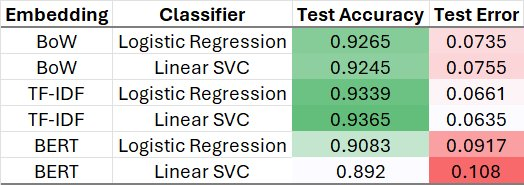 Embedding Classifier Test Accuracy Test Error
BoW Logistic Regression 0.9265 0.0735
BoW Linear SVC 0.9245 0.0755
TF-IDF Logistic Regression 0.9339 0.0661
TF-IDF Linear SVC 0.9365 0.0635
BERT Logistic Regression 0.9083 0.0917
BERT Linear SVC 0.892 0.108